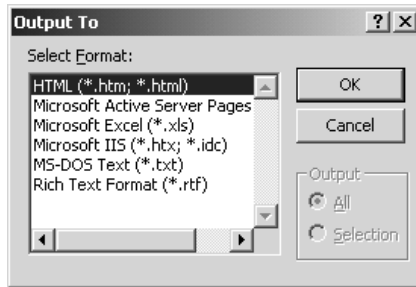 Output To
Select Format:
HTML (*.htm; *.html)
Microsoft Active Server Pages
Microsoft Excel (*.xls)
Microsoft IIS (*.htx; *.idc)
MS-DOS Text (*.txt)
Rich Text Format (*.rtf)
OK
Cancel
Output
All
Selection